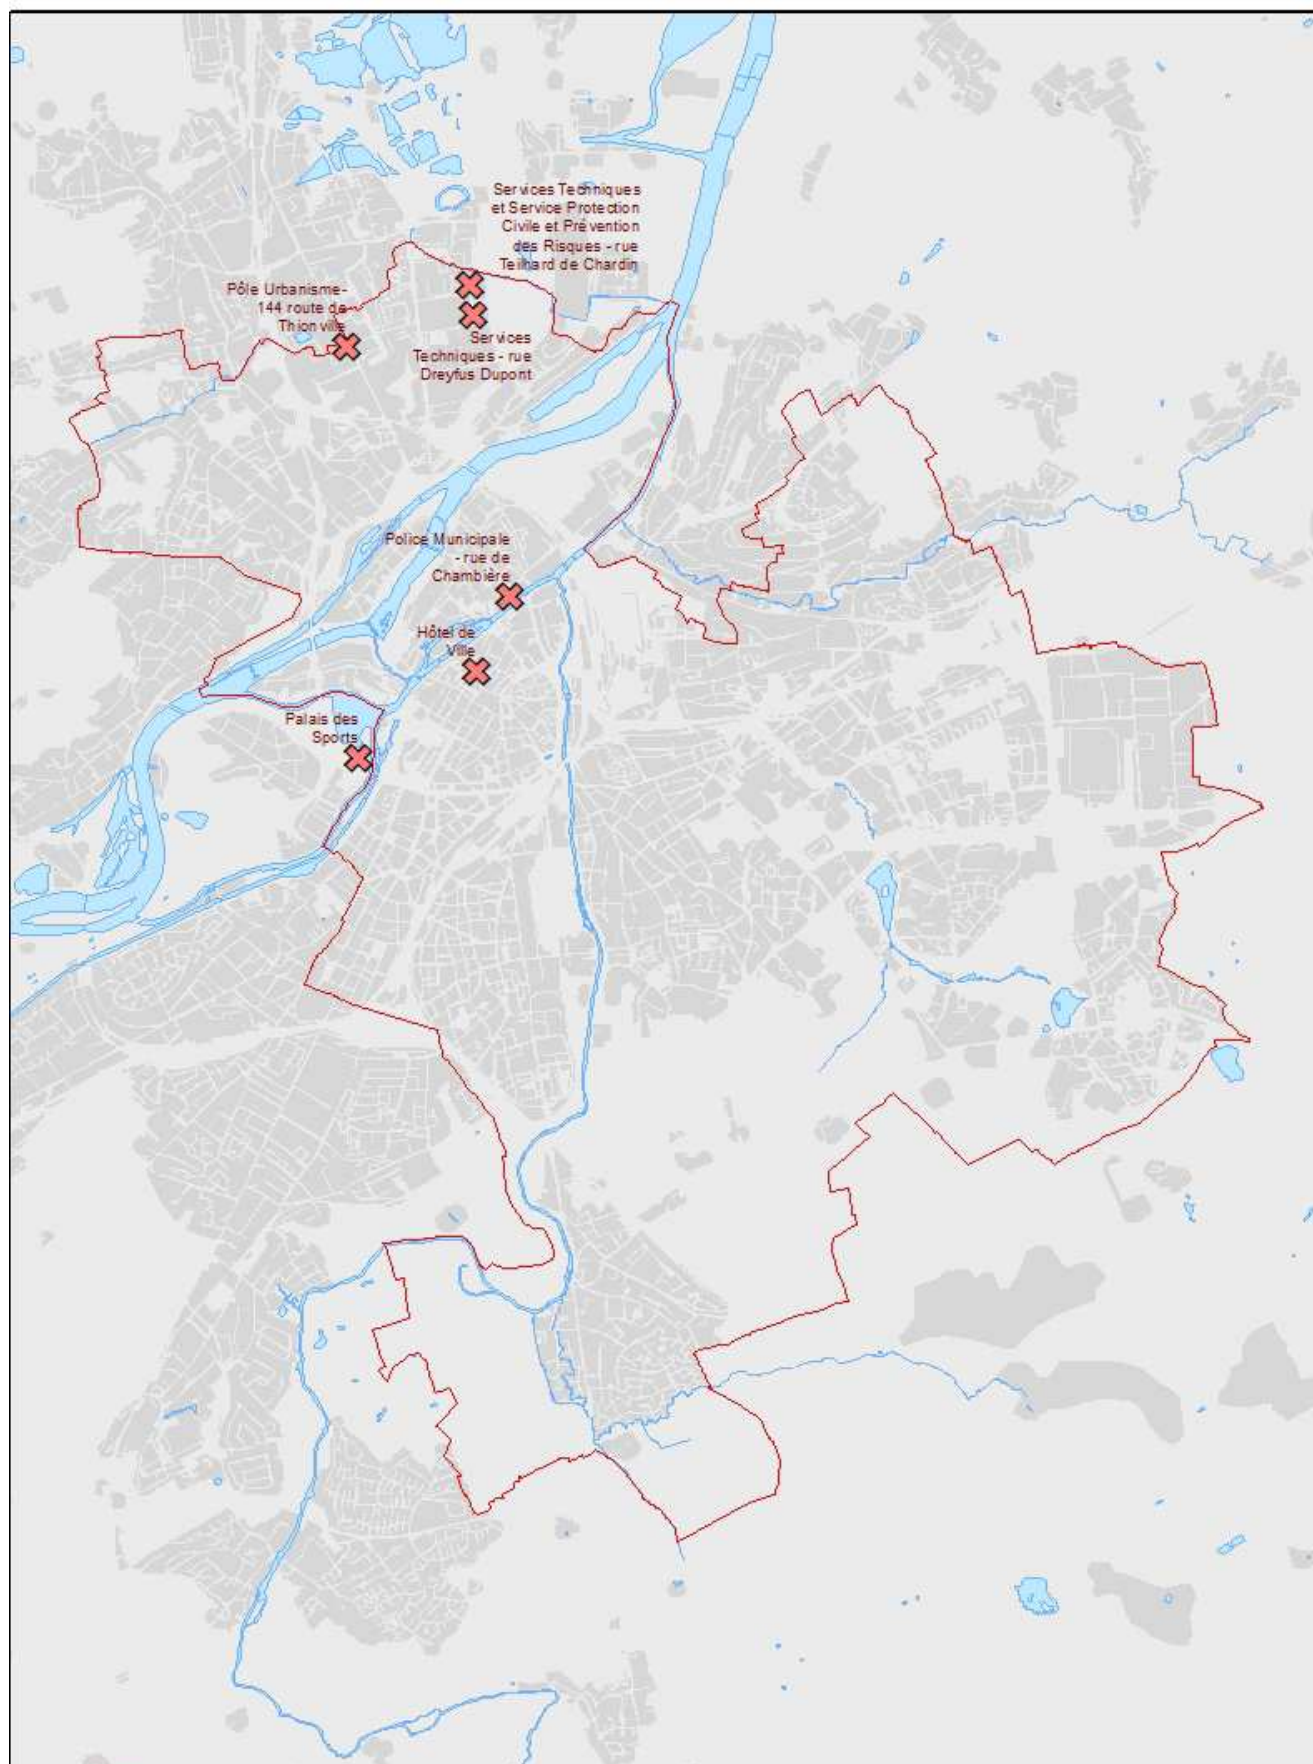 Services Techniques
et Service Protection
Civile et Prévention
des Risques - rue
Teilhard de Chardin
Pôle Urbanisme-
144 route de
Thionville
Services
Techniques - rue
Dreyfus Dupont
Police Municipale
- rue de
Chambière
Hôtel de
Ville
Palais des
Sports